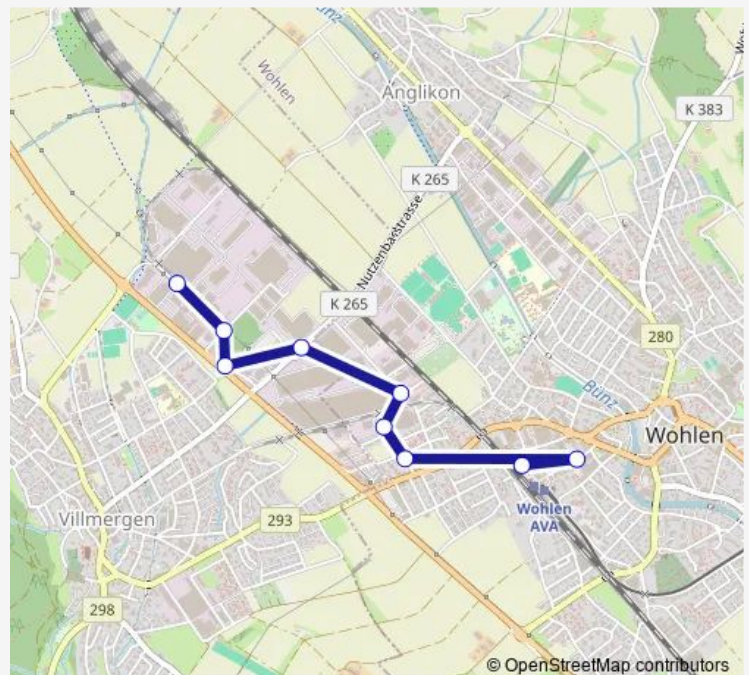 Wohlen
Anglikon
K 383
K 265
Nutzenbachstrasse
K 265
280
Bünz
Wohlen
Wohlen
AVA
Villmergen
293
298
© OpenStreetMap contributors